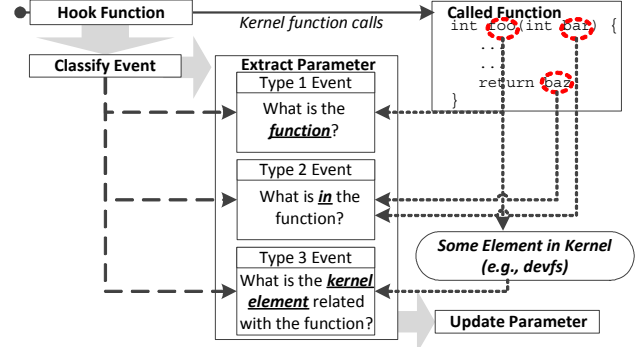 Hook Function
Kernel function calls
Called Function
int foo(int bar) {
..
..
return baz
}
Classify Event
Extract Parameter
Type 1 Event
What is the
function?
Type 2 Event
What is in the
function?
Type 3 Event
What is the kernel
element related
with the function?
Some Element in Kernel
(e.g., devfs)
Update Parameter